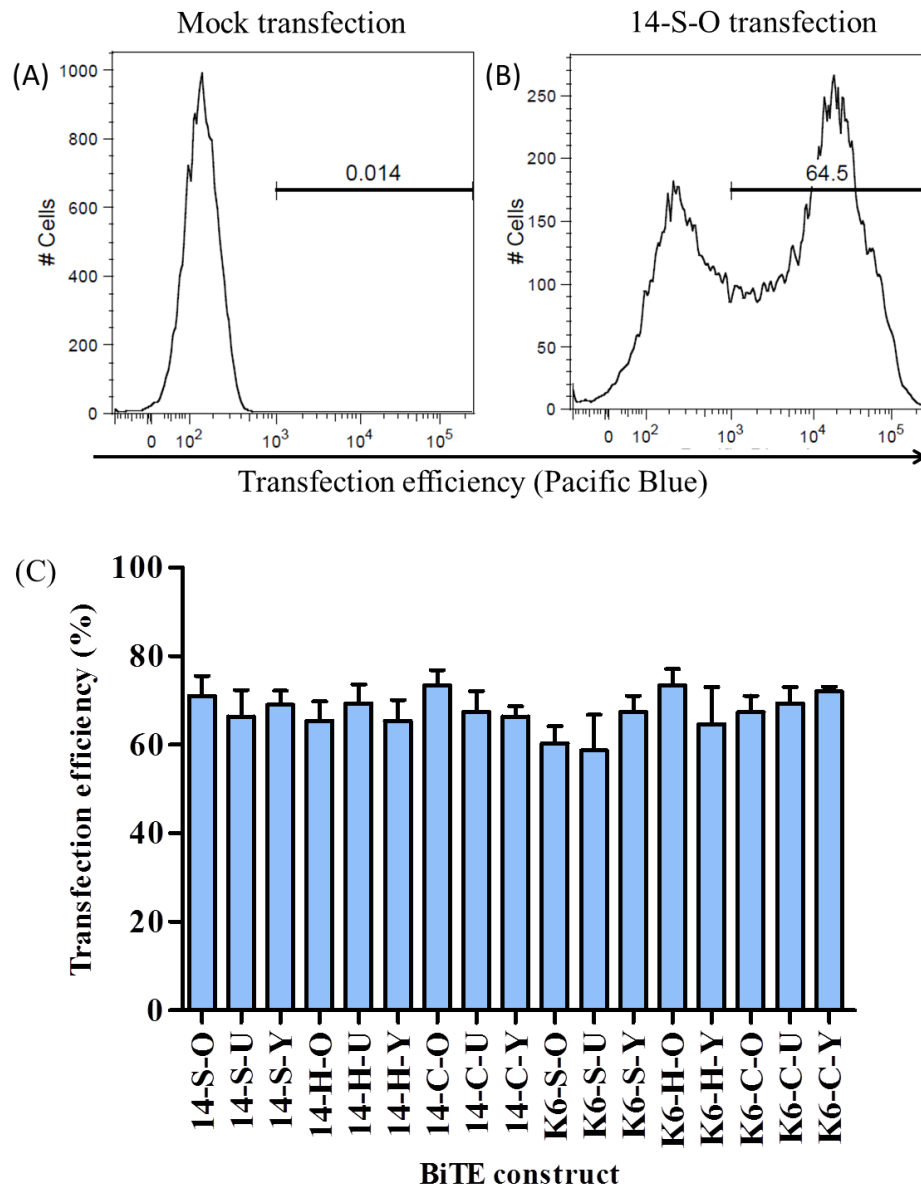 Mock transfection
14-S-O transfection
(A)
1000
800
600
400
200
0
# Cells
0.014
0 10² 10³ 10⁴ 10⁵
(B)
250
200
150
100
50
0
# Cells
64.5
0 10² 10³ 10⁴ 10⁵
Transfection efficiency (Pacific Blue)
(C)
100
80
60
40
20
0
Transfection efficiency (%)
14-S-O
14-S-U
14-S-Y
14-H-O
14-H-U
14-H-Y
14-C-O
14-C-U
14-C-Y
K6-S-O
K6-S-U
K6-S-Y
K6-H-O
K6-H-Y
K6-C-O
K6-C-U
K6-C-Y
BiTE construct